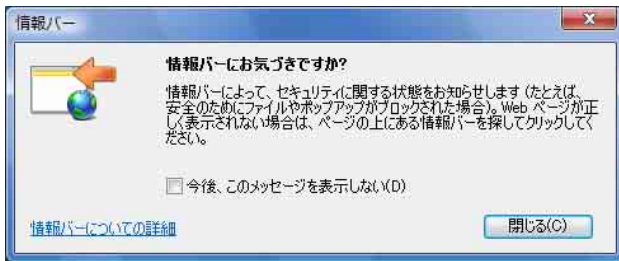 情報バー
情報バーにお気づきですか?
情報バーによって、セキュリティに関する状態をお知らせします (たとえば、
安全のためにファイルやポップアップがブロックされた場合)。Web ページが正
しく表示されない場合は、ページの上にある情報バーを探してクリックしてく
ださい。
今後、このメッセージを表示しない(D)
情報バーについての詳細
閉じる(C)